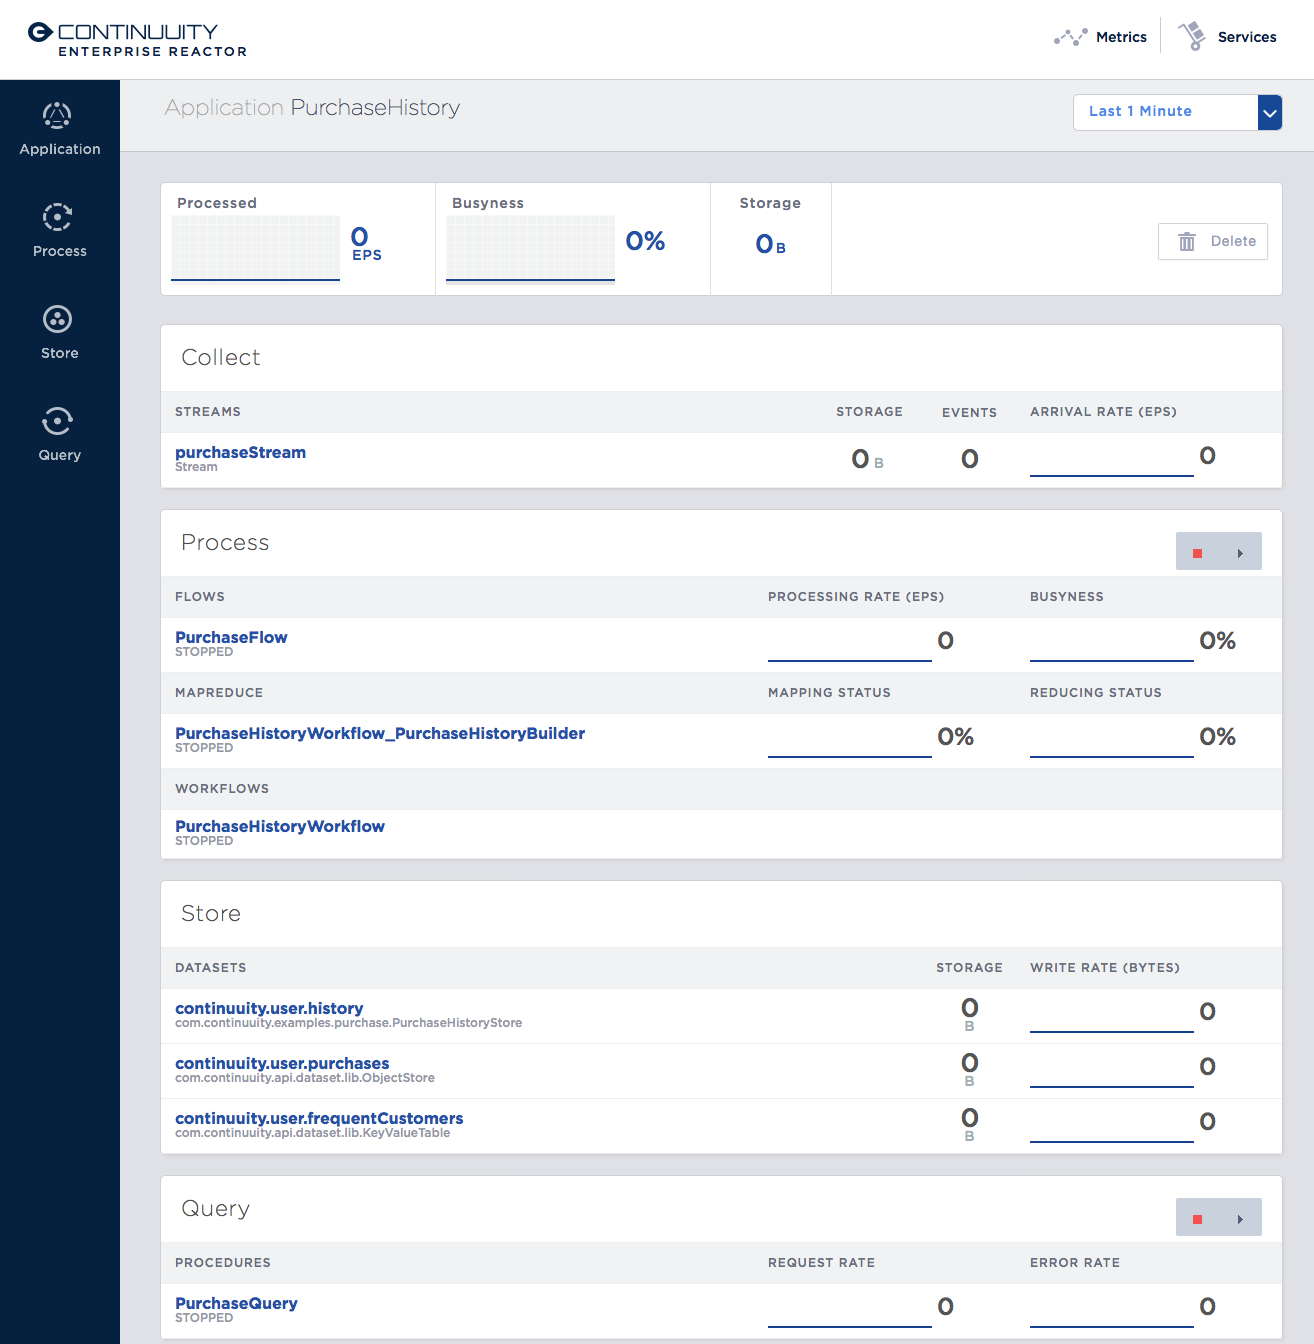 CONTINUUITY
ENTERPRISE REACTOR
Metrics
Services
Application
Process
Store
Query
Application PurchaseHistory
Last 1 Minute
Processed
0
EPS
Busyness
0%
Storage
0 B
Delete
Collect
STREAMS STORAGE EVENTS ARRIVAL RATE (EPS)
purchaseStream
Stream
0 B 0 0
Process
FLOWS PROCESSING RATE (EPS) BUSYNESS
PurchaseFlow
STOPPED
0 0%
MAPREDUCE MAPPING STATUS REDUCING STATUS
PurchaseHistoryWorkflow_PurchaseHistoryBuilder
STOPPED
0% 0%
WORKFLOWS
PurchaseHistoryWorkflow
STOPPED
Store
DATASETS STORAGE WRITE RATE (BYTES)
continuuity.user.history
com.continuuity.examples.purchase.PurchaseHistoryStore
0
B
0
continuuity.user.purchases
com.continuuity.api.dataset.lib.ObjectStore
0
B
0
continuuity.user.frequentCustomers
com.continuuity.api.dataset.lib.KeyValueTable
0
B
0
Query
PROCEDURES REQUEST RATE ERROR RATE
PurchaseQuery
STOPPED
0 0